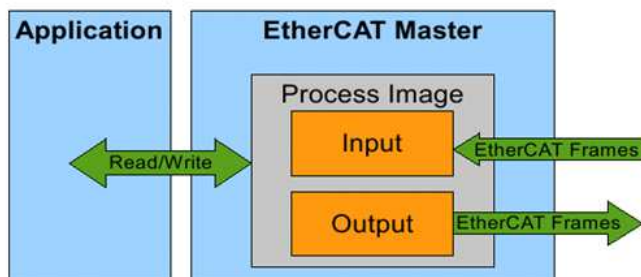 Application
EtherCAT Master
Process Image
Input
Read/Write
EtherCAT Frames
Output
EtherCAT Frames